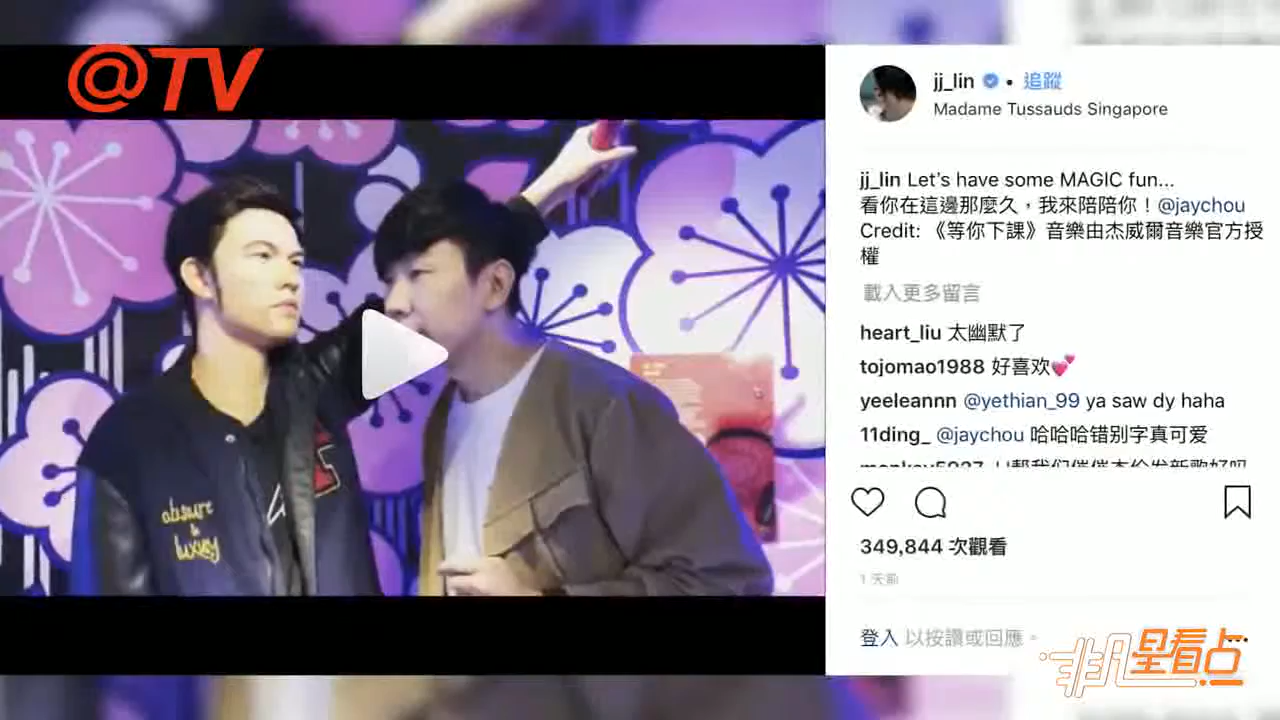 @TV
jj_lin • 追蹤
Madame Tussauds Singapore
jj_lin Let's have some MAGIC fun...
看你在這邊那麼久，我來陪陪你！@jaychou
Credit: 《等你下課》音樂由杰威爾音樂官方授
權
載入更多留言
heart_liu 太幽默了
tojomao1988 好喜欢💕
yeeleannn @yethian_99 ya saw dy haha
11ding_ @jaychou 哈哈哈错别字真可爱
349,844 次觀看
1 天前
登入 以按讚或回應。
非凡星看点
absure
&
luxury